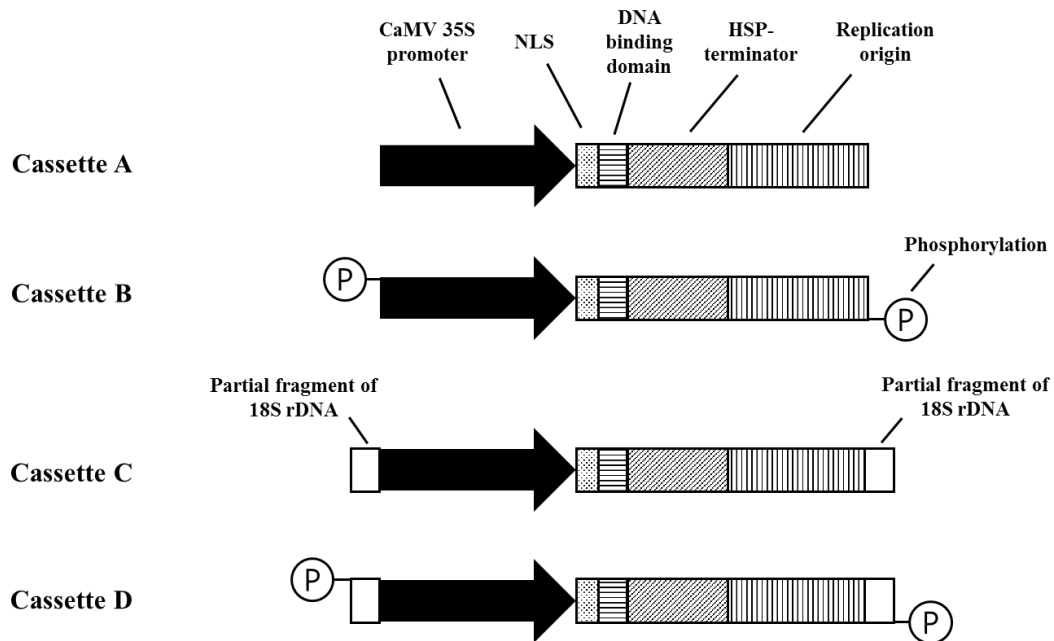 CaMV 35S
promoter
NLS
DNA
binding
domain
HSP-
terminator
Replication
origin
Cassette A
Phosphorylation
P
Cassette B
P
Partial fragment of
18S rDNA
Partial fragment of
18S rDNA
Cassette C
P
Cassette D
P